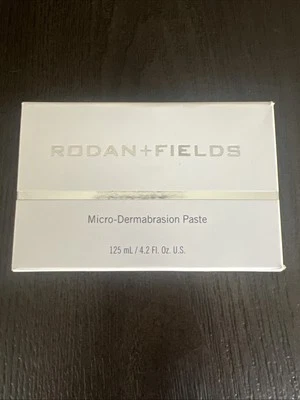 RODAN+FIELDS
Micro-Dermabrasion Paste
125 mL / 4.2 Fl. Oz. U.S.